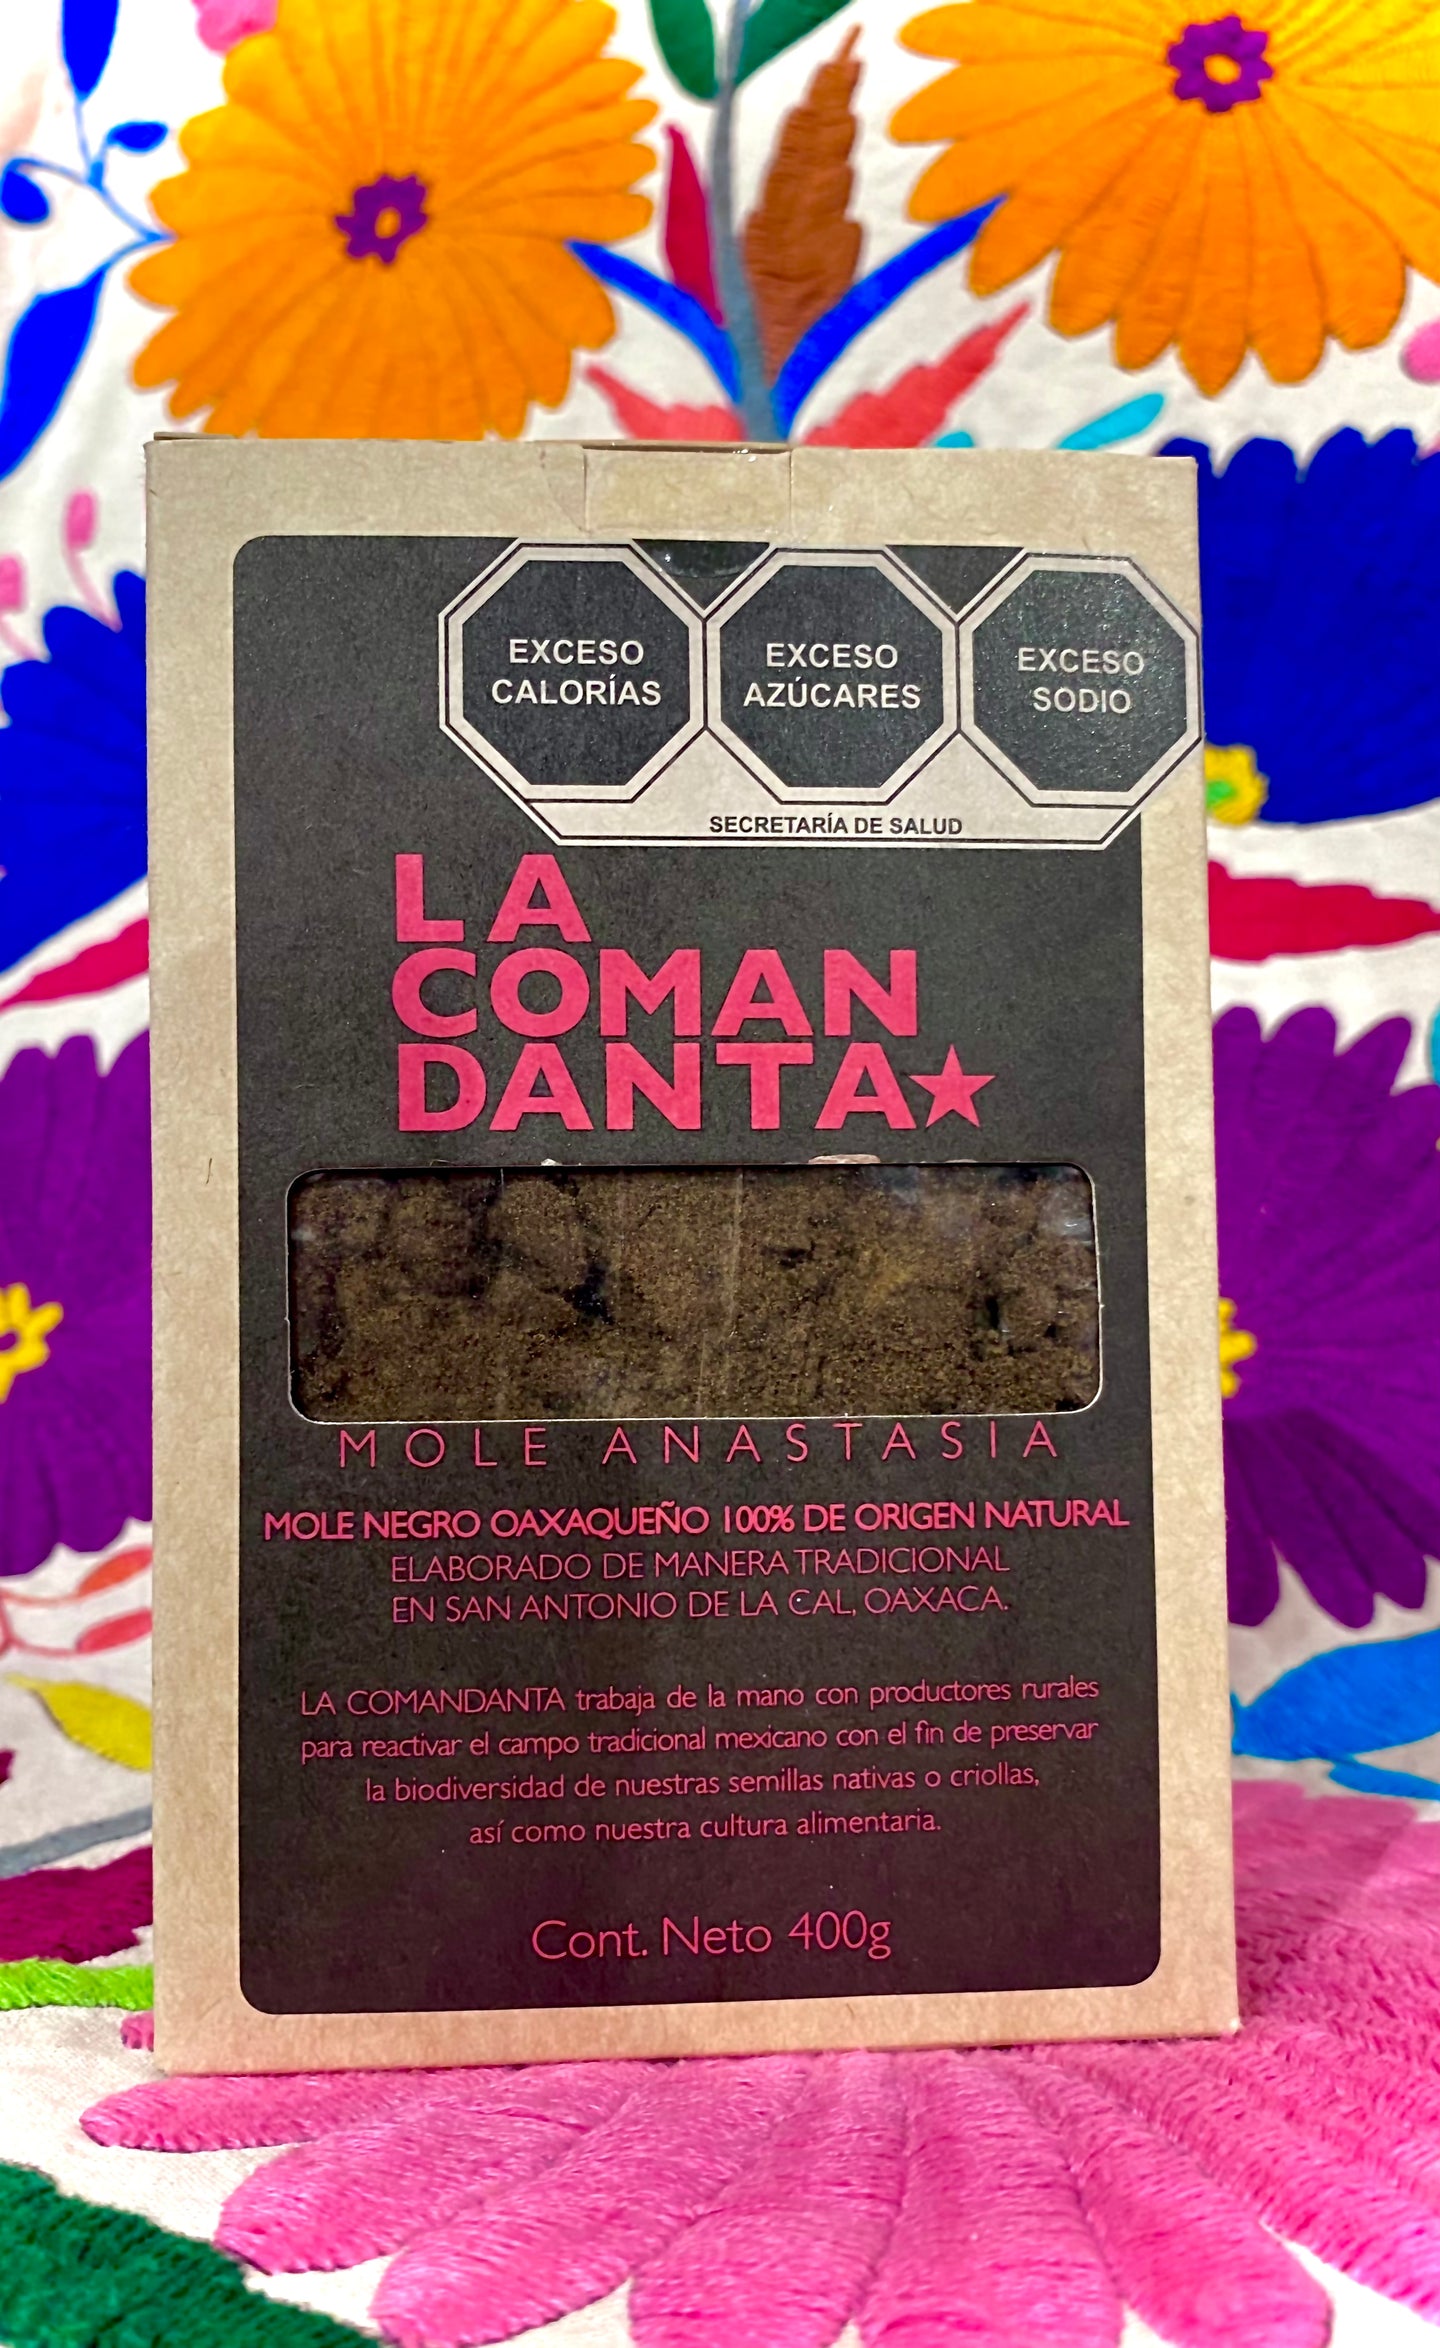 EXCESO
CALORÍAS
EXCESO
AZÚCARES
EXCESO
SODIO
SECRETARÍA DE SALUD
LA
COMAN
DANTA
MOLE ANASTASIA
MOLE NEGRO OAXAQUEÑO 100% DE ORIGEN NATURAL
ELABORADO DE MANERA TRADICIONAL
EN SAN ANTONIO DE LA CAL, OAXACA.
LA COMANDANTA trabaja de la mano con productores rurales
para reactivar el campo tradicional mexicano con el fin de preservar
la biodiversidad de nuestras semillas nativas o criollas,
así como nuestra cultura alimentaria.
Cont. Neto 400g